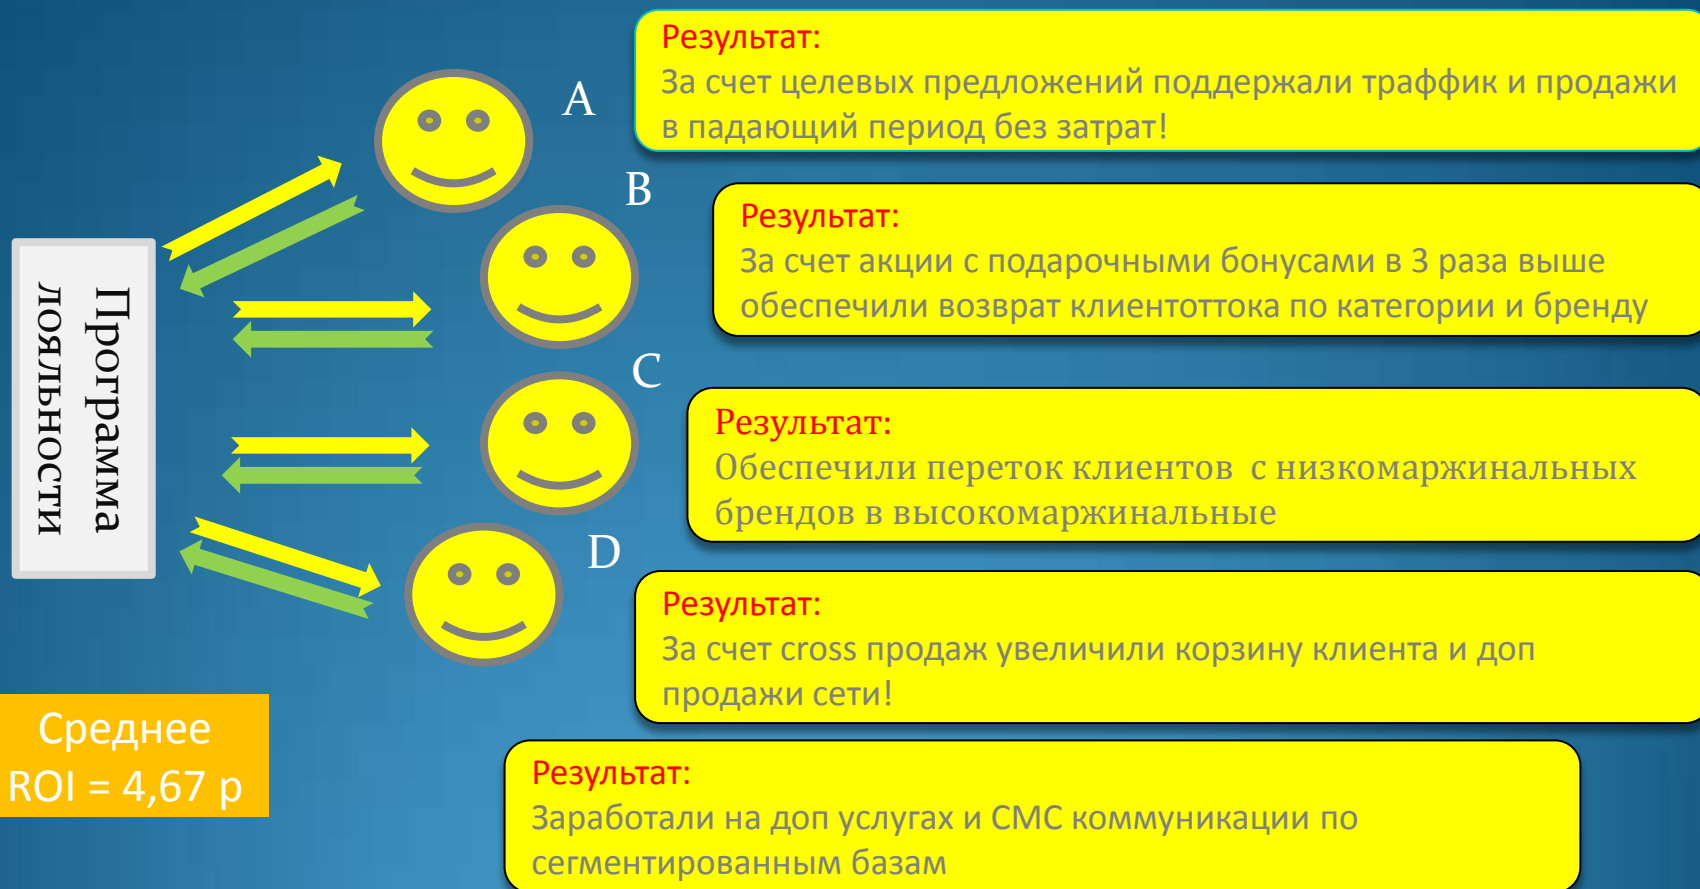 A
Результат:
За счет целевых предложений поддержали траффик и продажи
в падающий период без затрат!
B
Результат:
За счет акции с подарочными бонусами в 3 раза выше
обеспечили возврат клиентоттока по категории и бренду
Программа
лояльности
C
Результат:
Обеспечили переток клиентов с низкомаржинальных
брендов в высокомаржинальные
D
Результат:
За счет cross продаж увеличили корзину клиента и доп
продажи сети!
Среднее
ROI = 4,67 р
Результат:
Заработали на доп услугах и СМС коммуникации по
сегментированным базам